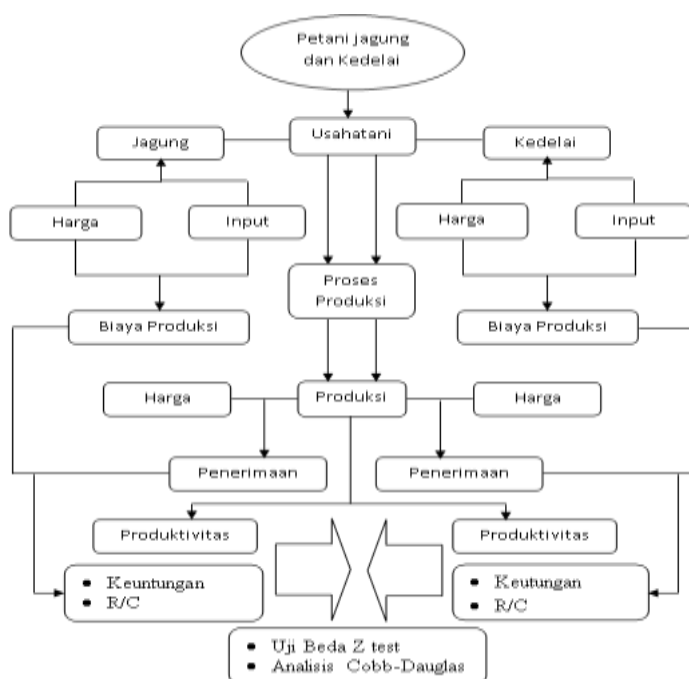 Petani jagung
dan Kedelai
Jagung
Usahatani
Kedelai
Harga
Input
Harga
Input
Proses
Produksi
Biaya Produksi
Biaya Produksi
Harga
Produksi
Harga
Penerimaan
Penerimaan
Produktivitas
Produktivitas
• Keuntungan
• R/C
• Keutungan
• R/C
• Uji Beda Z test
• Analisis Cobb-Dauglas